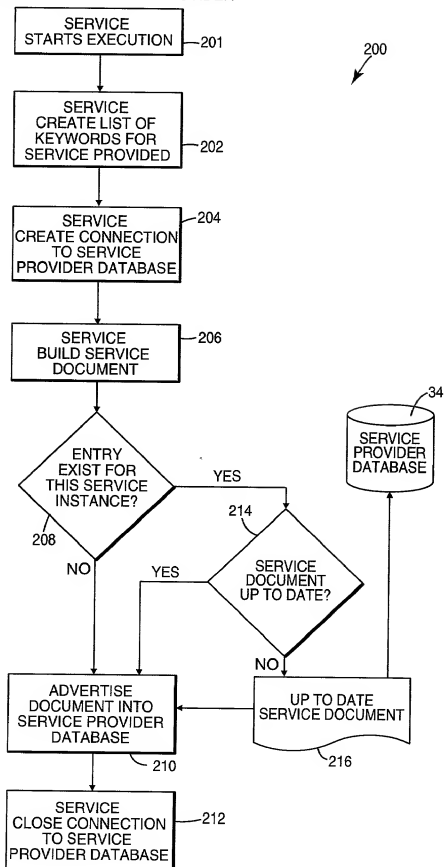 SERVICE
STARTS EXECUTION
201
200
SERVICE
CREATE LIST OF
KEYWORDS FOR
SERVICE PROVIDED
202
SERVICE
CREATE CONNECTION
TO SERVICE
PROVIDER DATABASE
204
SERVICE
BUILD SERVICE
DOCUMENT
206
34
SERVICE
PROVIDER
DATABASE
ENTRY
EXIST FOR
THIS SERVICE
INSTANCE?
208
YES
NO
214
SERVICE
DOCUMENT
UP TO DATE?
YES
NO
ADVERTISE
DOCUMENT INTO
SERVICE PROVIDER
DATABASE
210
UP TO DATE
SERVICE DOCUMENT
216
SERVICE
CLOSE CONNECTION
TO SERVICE
PROVIDER DATABASE
212